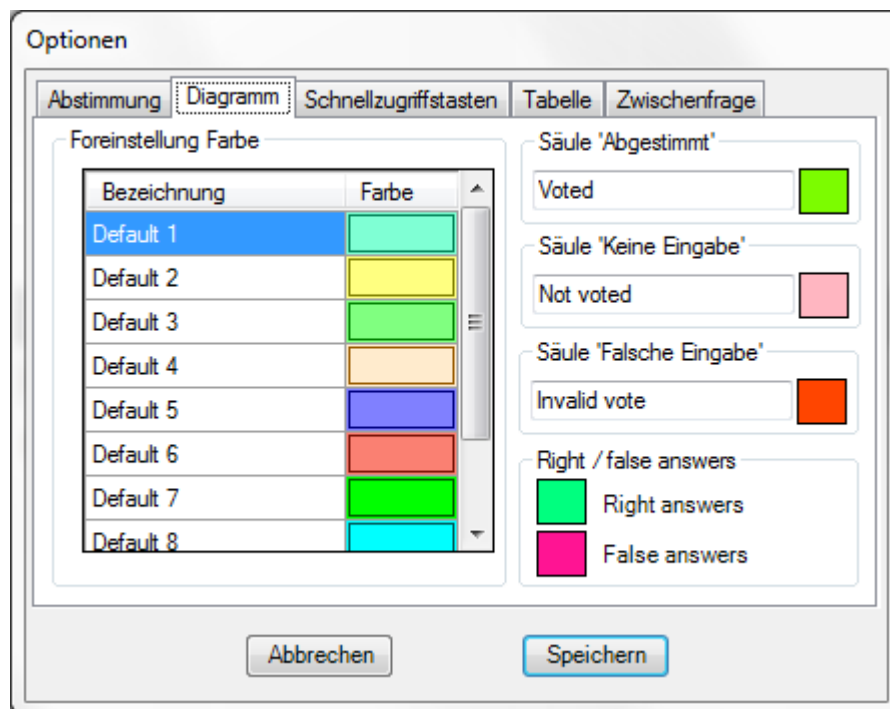 Optionen
Abstimmung Diagramm Schnellzugriffstasten Tabelle Zwischenfrage
Foreinstellung Farbe
Bezeichnung Farbe
Default 1
Default 2
Default 3
Default 4
Default 5
Default 6
Default 7
Default 8
Säule 'Abgestimmt'
Voted
Säule 'Keine Eingabe'
Not voted
Säule 'Falsche Eingabe'
Invalid vote
Right / false answers
Right answers
False answers
Abbrechen Speichern